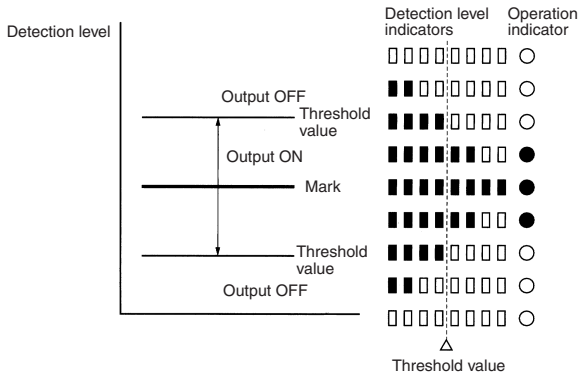 Detection level
Detection level
indicators
Operation
indicator
Output OFF
Threshold
value
Output ON
Mark
Threshold
value
Output OFF
Threshold value